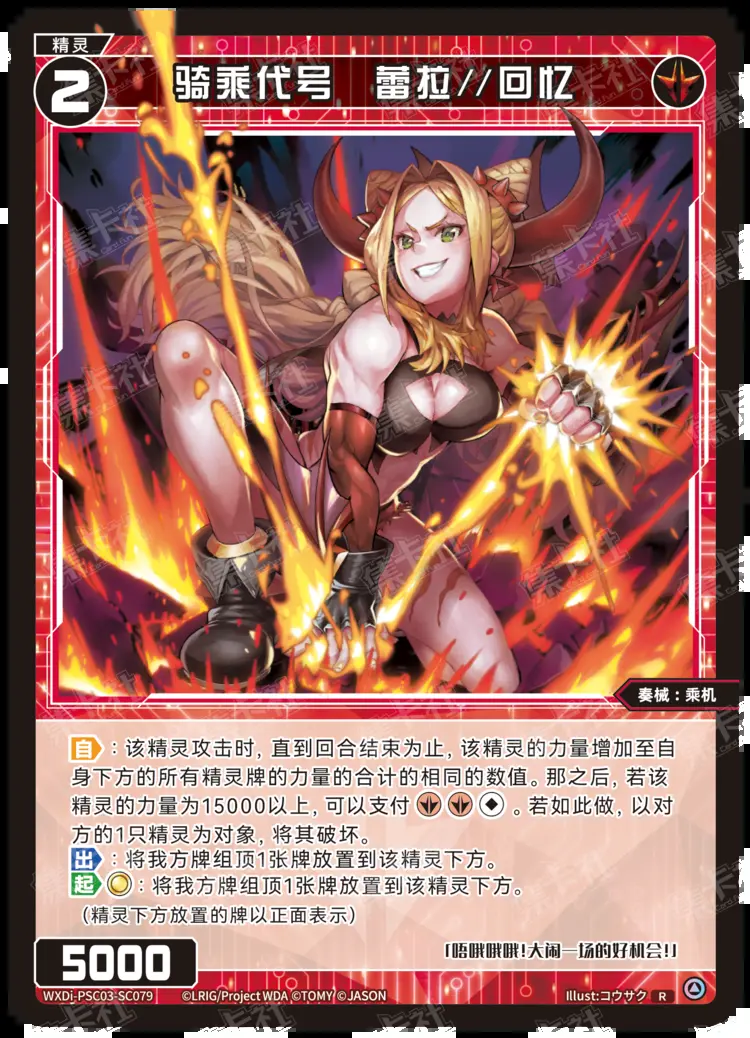 精灵
2
骑乘代号 蕾拉//回忆
奏械：乘机
自：该精灵攻击时，直到回合结束为止，该精灵的力量增加至自
身下方的所有精灵牌的力量的合计的相同的数值。那之后，若该
精灵的力量为15000以上，可以支付。若如此做，以对
方的1只精灵为对象，将其破坏。
出：将我方牌组顶1张牌放置到该精灵下方。
起：将我方牌组顶1张牌放置到该精灵下方。
（精灵下方放置的牌以正面表示）
「唔哦哦哦!大闹一场的好机会!」
5000
WXDi-PSC03-SC079 ©LRIG/Project WDA ©TOMY ©JASON Illust:コウサク R
集卡社